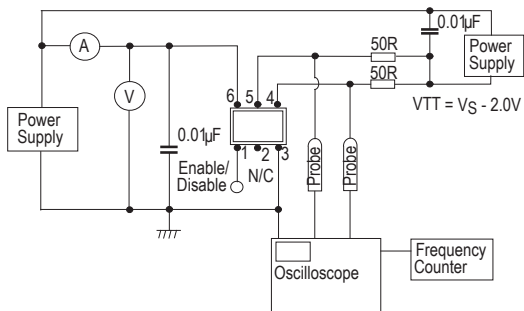 0.01µF
A
50R
Power
Supply
50R
V
6 5 4
VTT = VS - 2.0V
Power
Supply
0.01µF
1 2 3
Enable/
Disable
N/C
Probe
Probe
Oscilloscope
Frequency
Counter